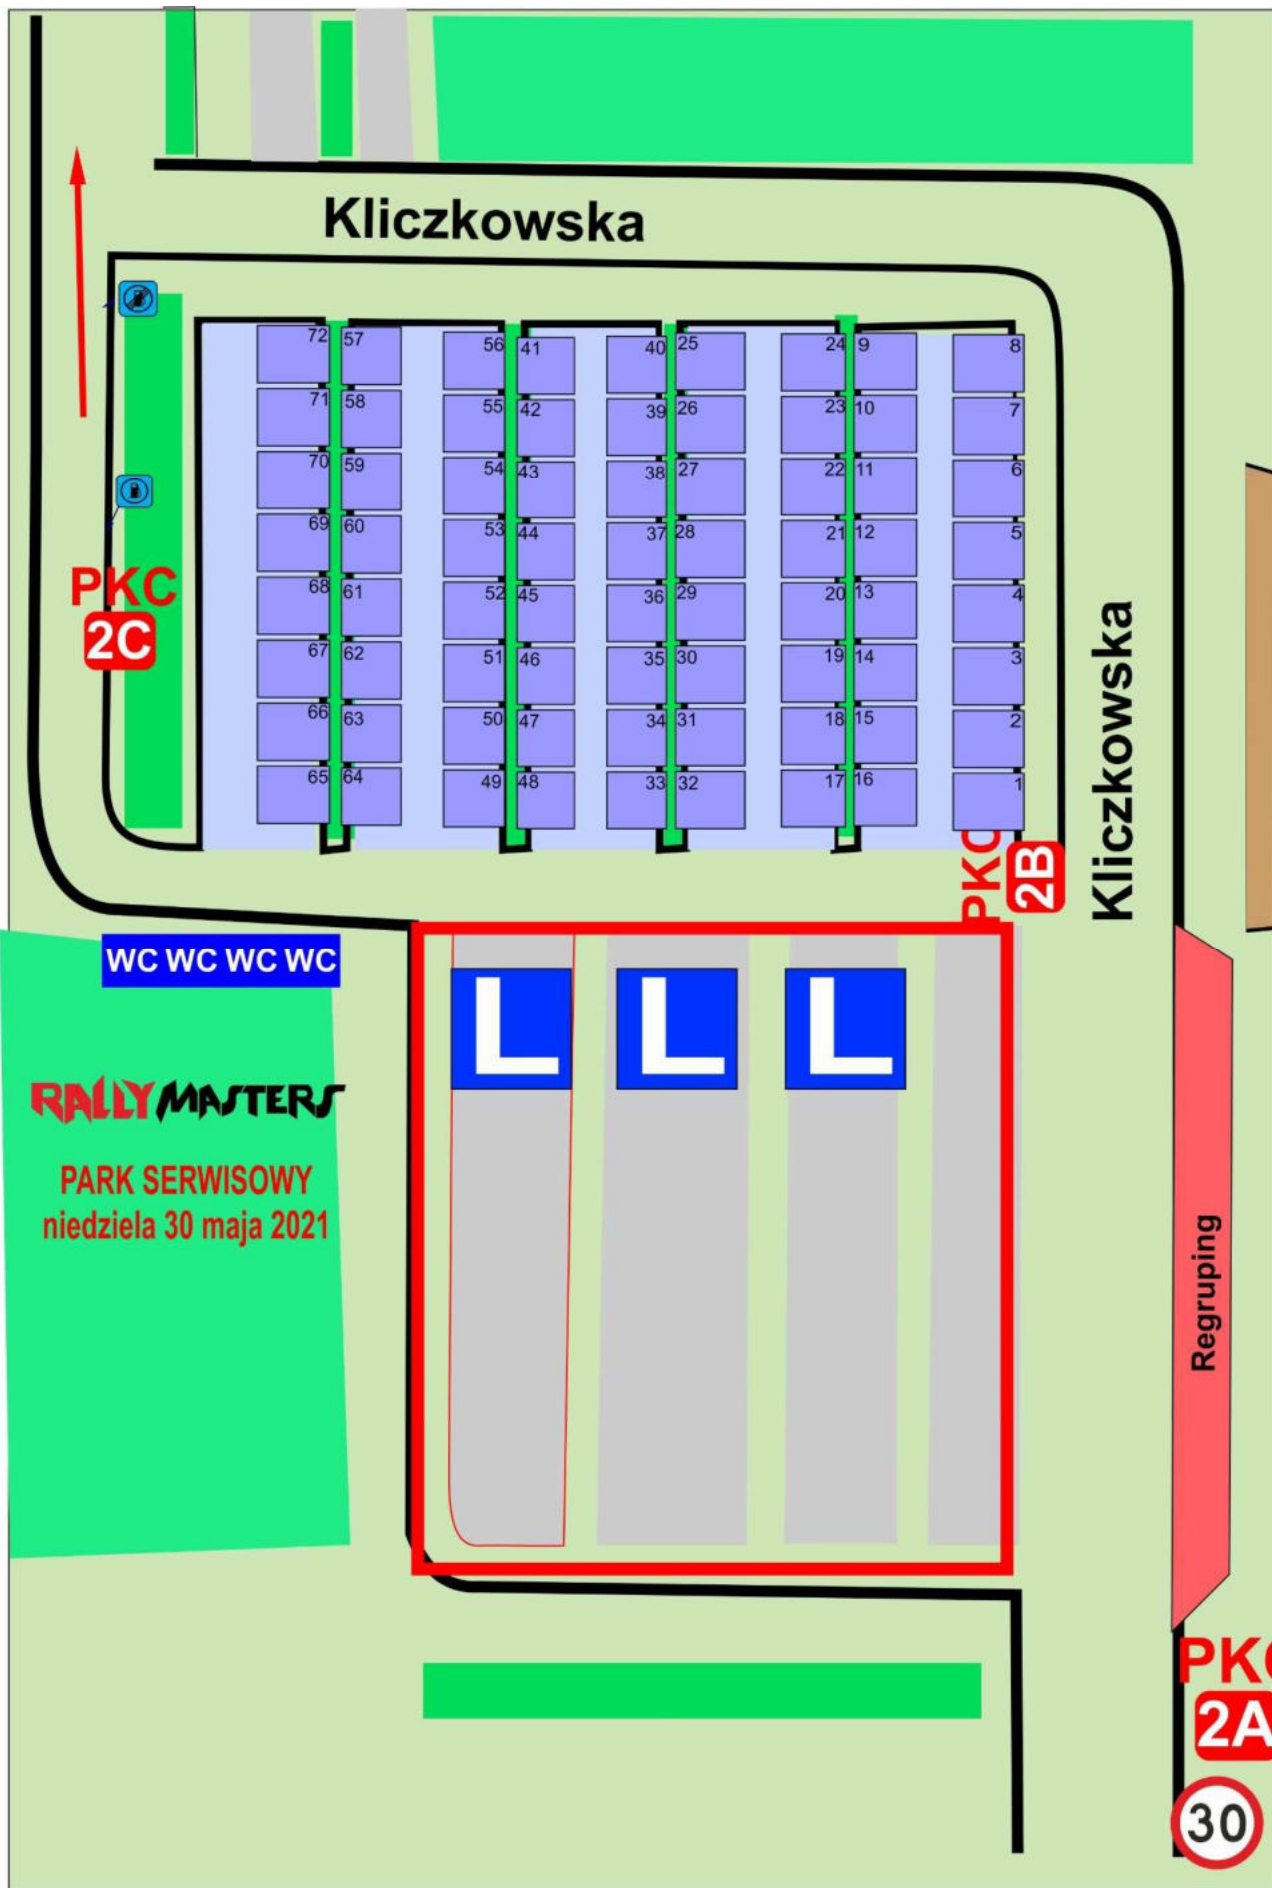 Kliczkowska
72 57 56 41 40 25 24 9 8
71 58 55 42 39 26 23 10 7
70 59 54 43 38 27 22 11 6
69 60 53 44 37 28 21 12 5
68 61 52 45 36 29 20 13 4
67 62 51 46 35 30 19 14 3
66 63 50 47 34 31 18 15 2
65 64 49 48 33 32 17 16 1
PKC
2C
Kliczkowska
PKC
2B
WC WC WC WC
L L L
RALLY MASTERS
PARK SERWISOWY
niedziela 30 maja 2021
Regruping
PKC
2A
30